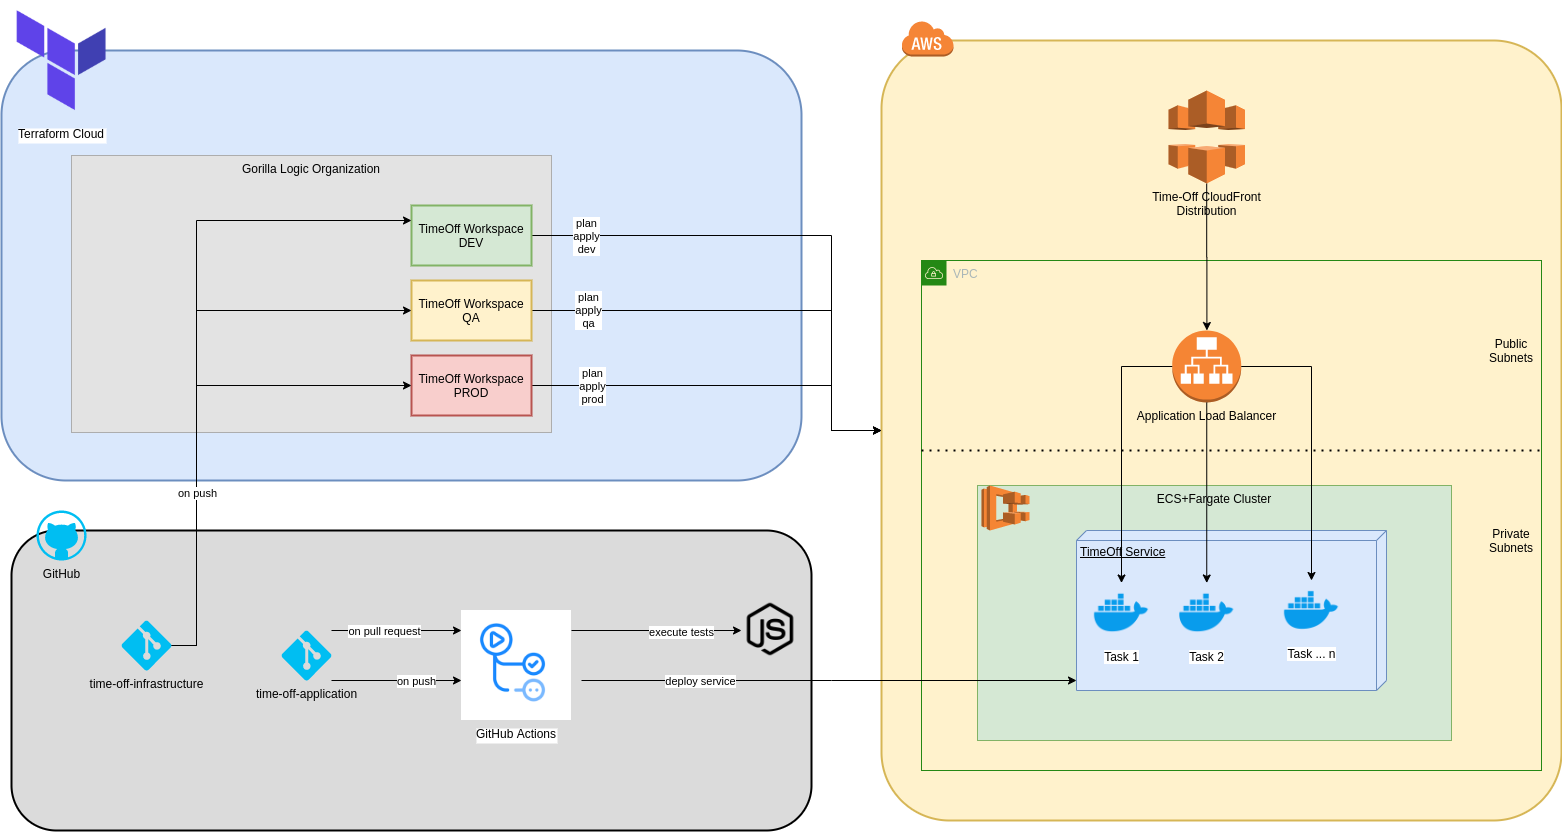 AWS
Terraform Cloud
Gorilla Logic Organization
TimeOff Workspace
DEV
plan
apply
dev
TimeOff Workspace
QA
plan
apply
qa
TimeOff Workspace
PROD
plan
apply
prod
on push
GitHub
time-off-infrastructure
time-off-application
on pull request
on push
GitHub Actions
execute tests
JS
deploy service
Time-Off CloudFront
Distribution
VPC
Public
Subnets
Application Load Balancer
ECS+Fargate Cluster
Private
Subnets
TimeOff Service
Task 1
Task 2
Task ... n